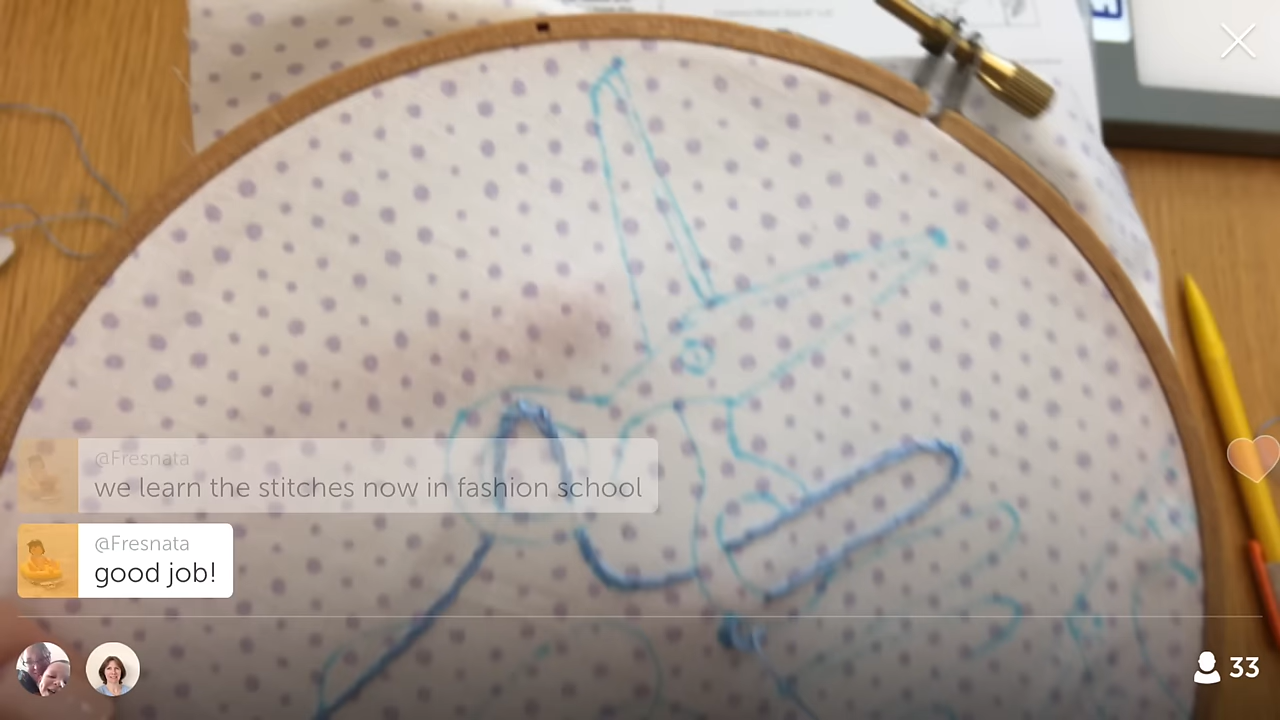 @Fresnata
we learn the stitches now in fashion school
@Fresnata
good job!
33